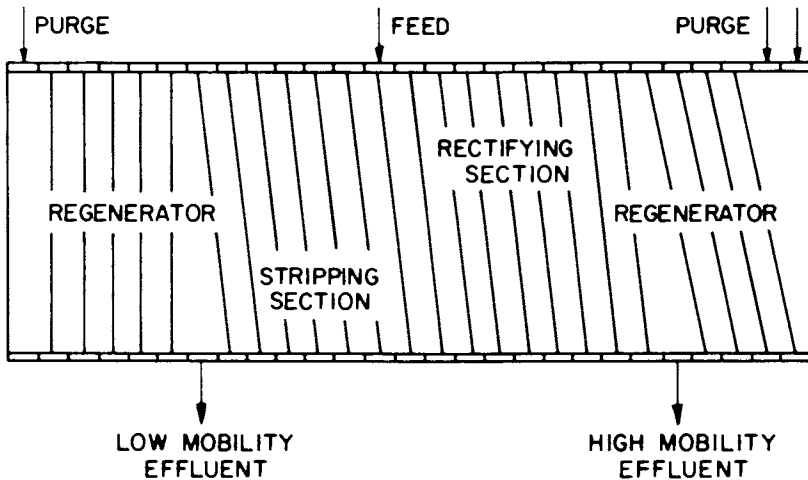 PURGE
FEED
PURGE
RECTIFYING
SECTION
REGENERATOR
REGENERATOR
STRIPPING
SECTION
LOW MOBILITY
EFFLUENT
HIGH MOBILITY
EFFLUENT